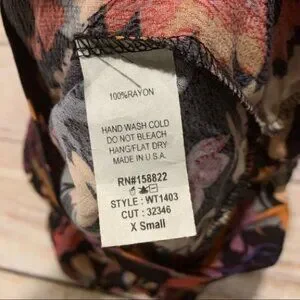 100%RAYON
HAND WASH COLD
DO NOT BLEACH
HANG/FLAT DRY
MADE IN U.S.A.
RN#158822
STYLE : WT1403
CUT : 32346
X Small